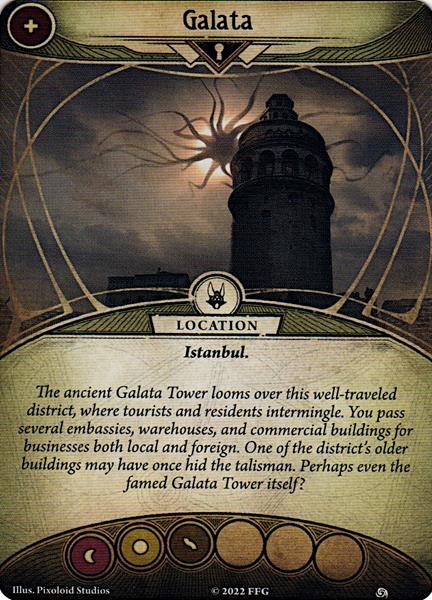 Galata
LOCATION
Istanbul.
The ancient Galata Tower looms over this well-traveled
district, where tourists and residents intermingle. You pass
several embassies, warehouses, and commercial buildings for
businesses both local and foreign. One of the district's older
buildings may have once hid the talisman. Perhaps even the
famed Galata Tower itself?
Illus. Pixoloid Studios
© 2022 FFG